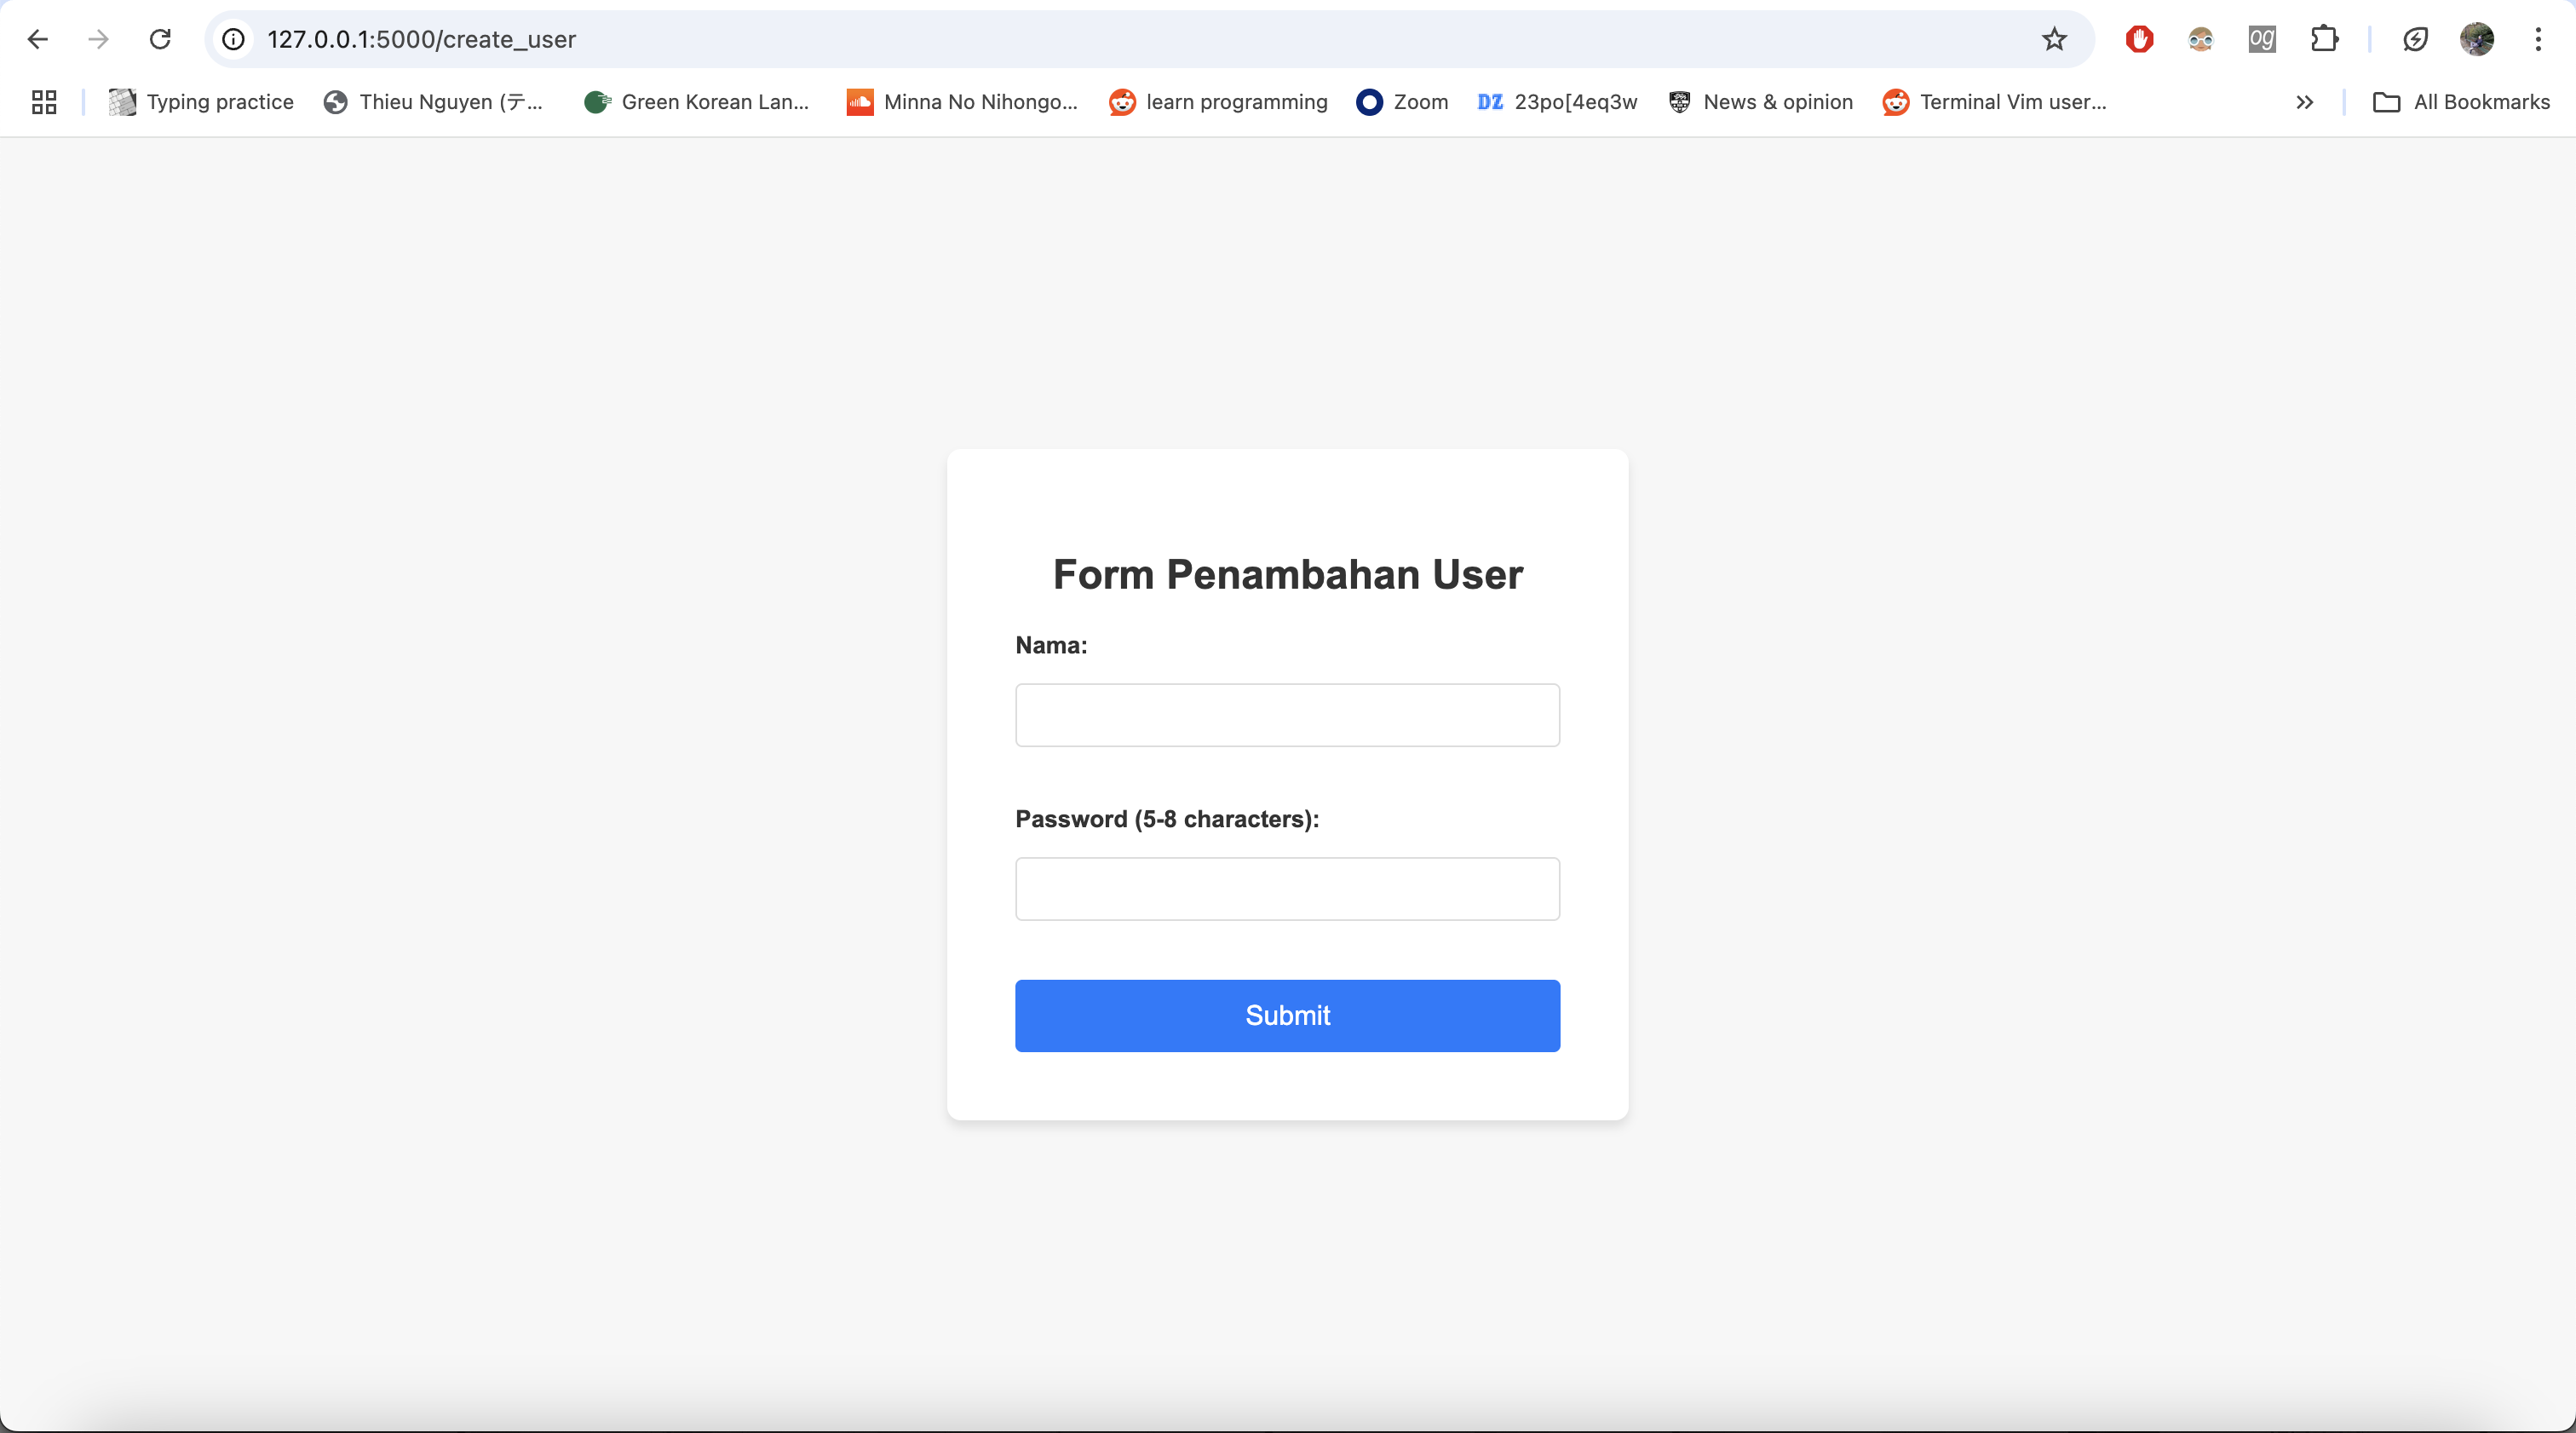 127.0.0.1:5000/create_user
og
Typing practice
Thieu Nguyen (テ...
Green Korean Lan...
Minna No Nihongo...
learn programming
Zoom
DZ 23po[4eq3w
News & opinion
Terminal Vim user...
All Bookmarks
Form Penambahan User
Nama:
Password (5-8 characters):
Submit